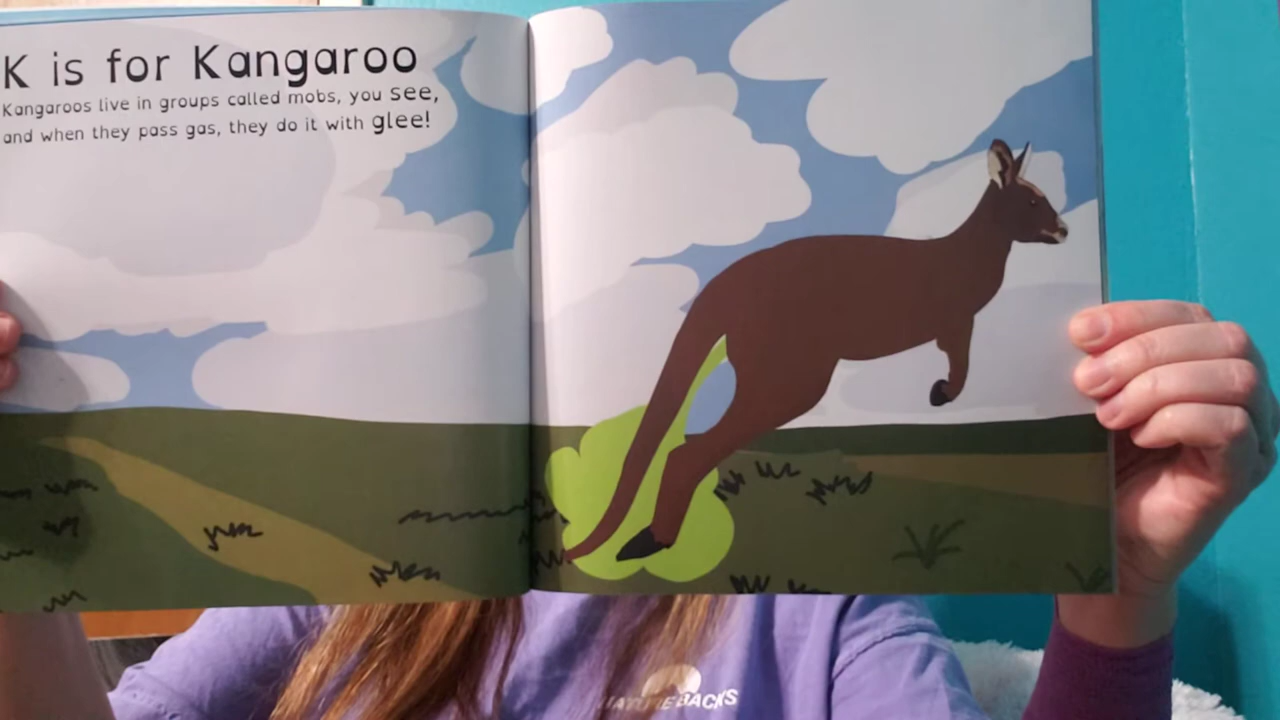 K is for Kangaroo
Kangaroos live in groups called mobs, you see,
and when they pass gas, they do it with glee!